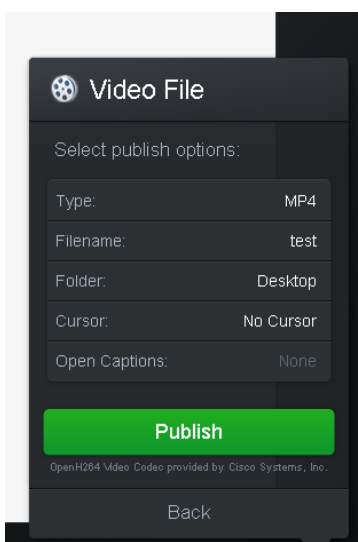 Video File
Select publish options:
Type: MP4
Filename: test
Folder: Desktop
Cursor: No Cursor
Open Captions: None
Publish
OpenH264 Video Codec provided by Cisco Systems, Inc.
Back